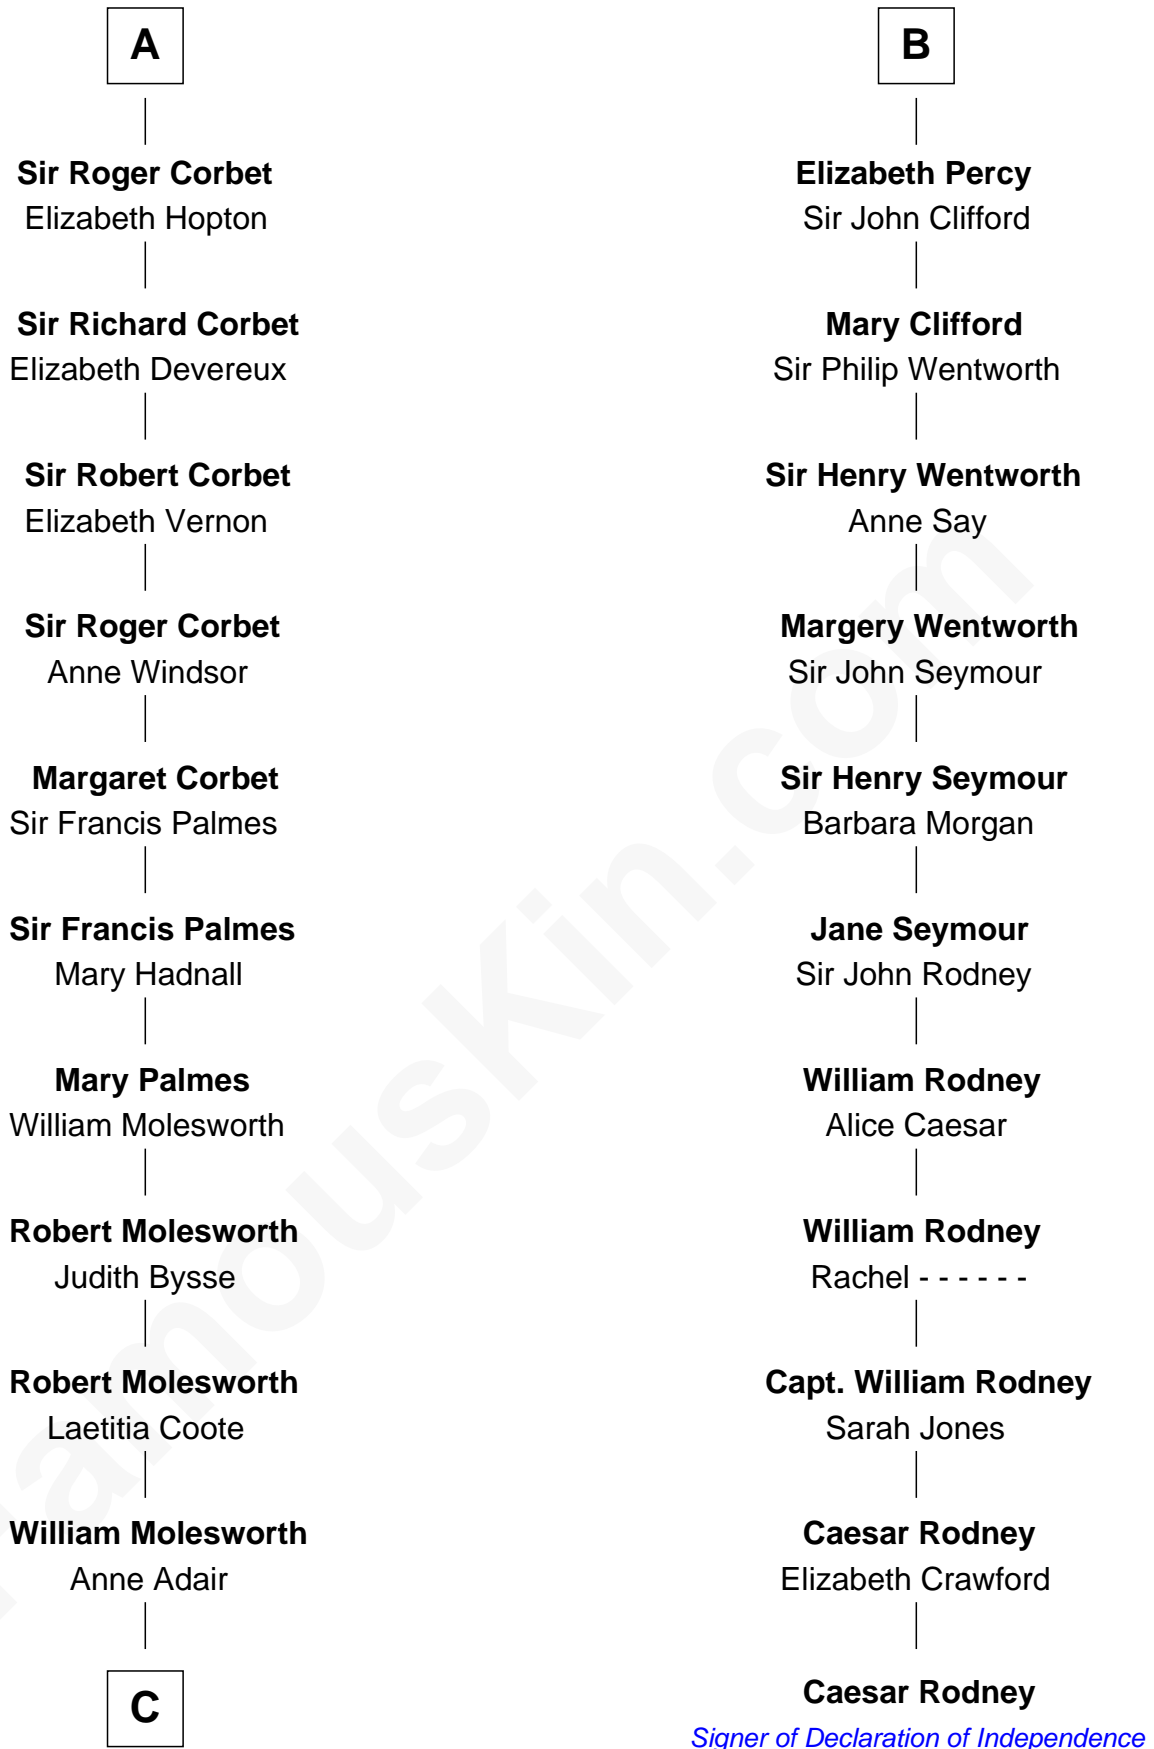 A
Sir Roger Corbet
Elizabeth Hopton
Sir Richard Corbet
Elizabeth Devereux
Sir Robert Corbet
Elizabeth Vernon
Sir Roger Corbet
Anne Windsor
Margaret Corbet
Sir Francis Palmes
Sir Francis Palmes
Mary Hadnall
Mary Palmes
William Molesworth
Robert Molesworth
Judith Bysse
Robert Molesworth
Laetitia Coote
William Molesworth
Anne Adair
C
B
Elizabeth Percy
Sir John Clifford
Mary Clifford
Sir Philip Wentworth
Sir Henry Wentworth
Anne Say
Margery Wentworth
Sir John Seymour
Sir Henry Seymour
Barbara Morgan
Jane Seymour
Sir John Rodney
William Rodney
Alice Caesar
William Rodney
Rachel - - - - - -
Capt. William Rodney
Sarah Jones
Caesar Rodney
Elizabeth Crawford
Caesar Rodney
Signer of Declaration of Independence
FamousKin.com